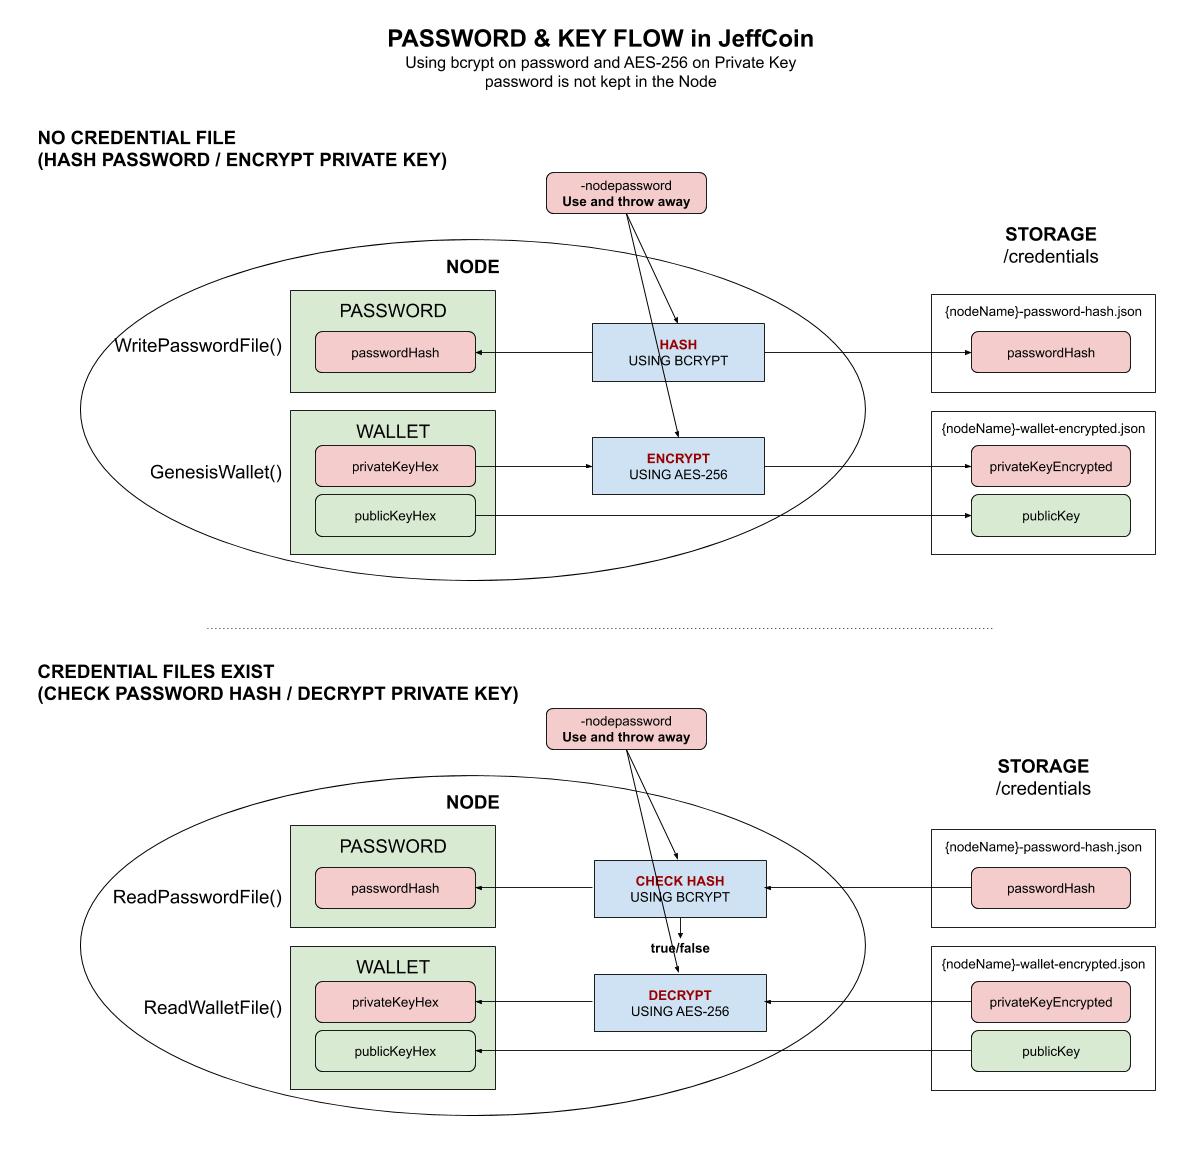 PASSWORD & KEY FLOW in JeffCoin
Using bcrypt on password and AES-256 on Private Key
password is not kept in the Node
NO CREDENTIAL FILE
(HASH PASSWORD / ENCRYPT PRIVATE KEY)
-nodepassword
Use and throw away
STORAGE
/credentials
NODE
PASSWORD
passwordHash
WritePasswordFile()
HASH
USING BCRYPT
{nodeName}-password-hash.json
passwordHash
WALLET
privateKeyHex
publicKeyHex
GenesisWallet()
ENCRYPT
USING AES-256
{nodeName}-wallet-encrypted.json
privateKeyEncrypted
publicKey
CREDENTIAL FILES EXIST
(CHECK PASSWORD HASH / DECRYPT PRIVATE KEY)
-nodepassword
Use and throw away
STORAGE
/credentials
NODE
PASSWORD
passwordHash
ReadPasswordFile()
CHECK HASH
USING BCRYPT
true/false
{nodeName}-password-hash.json
passwordHash
WALLET
privateKeyHex
publicKeyHex
ReadWalletFile()
DECRYPT
USING AES-256
{nodeName}-wallet-encrypted.json
privateKeyEncrypted
publicKey